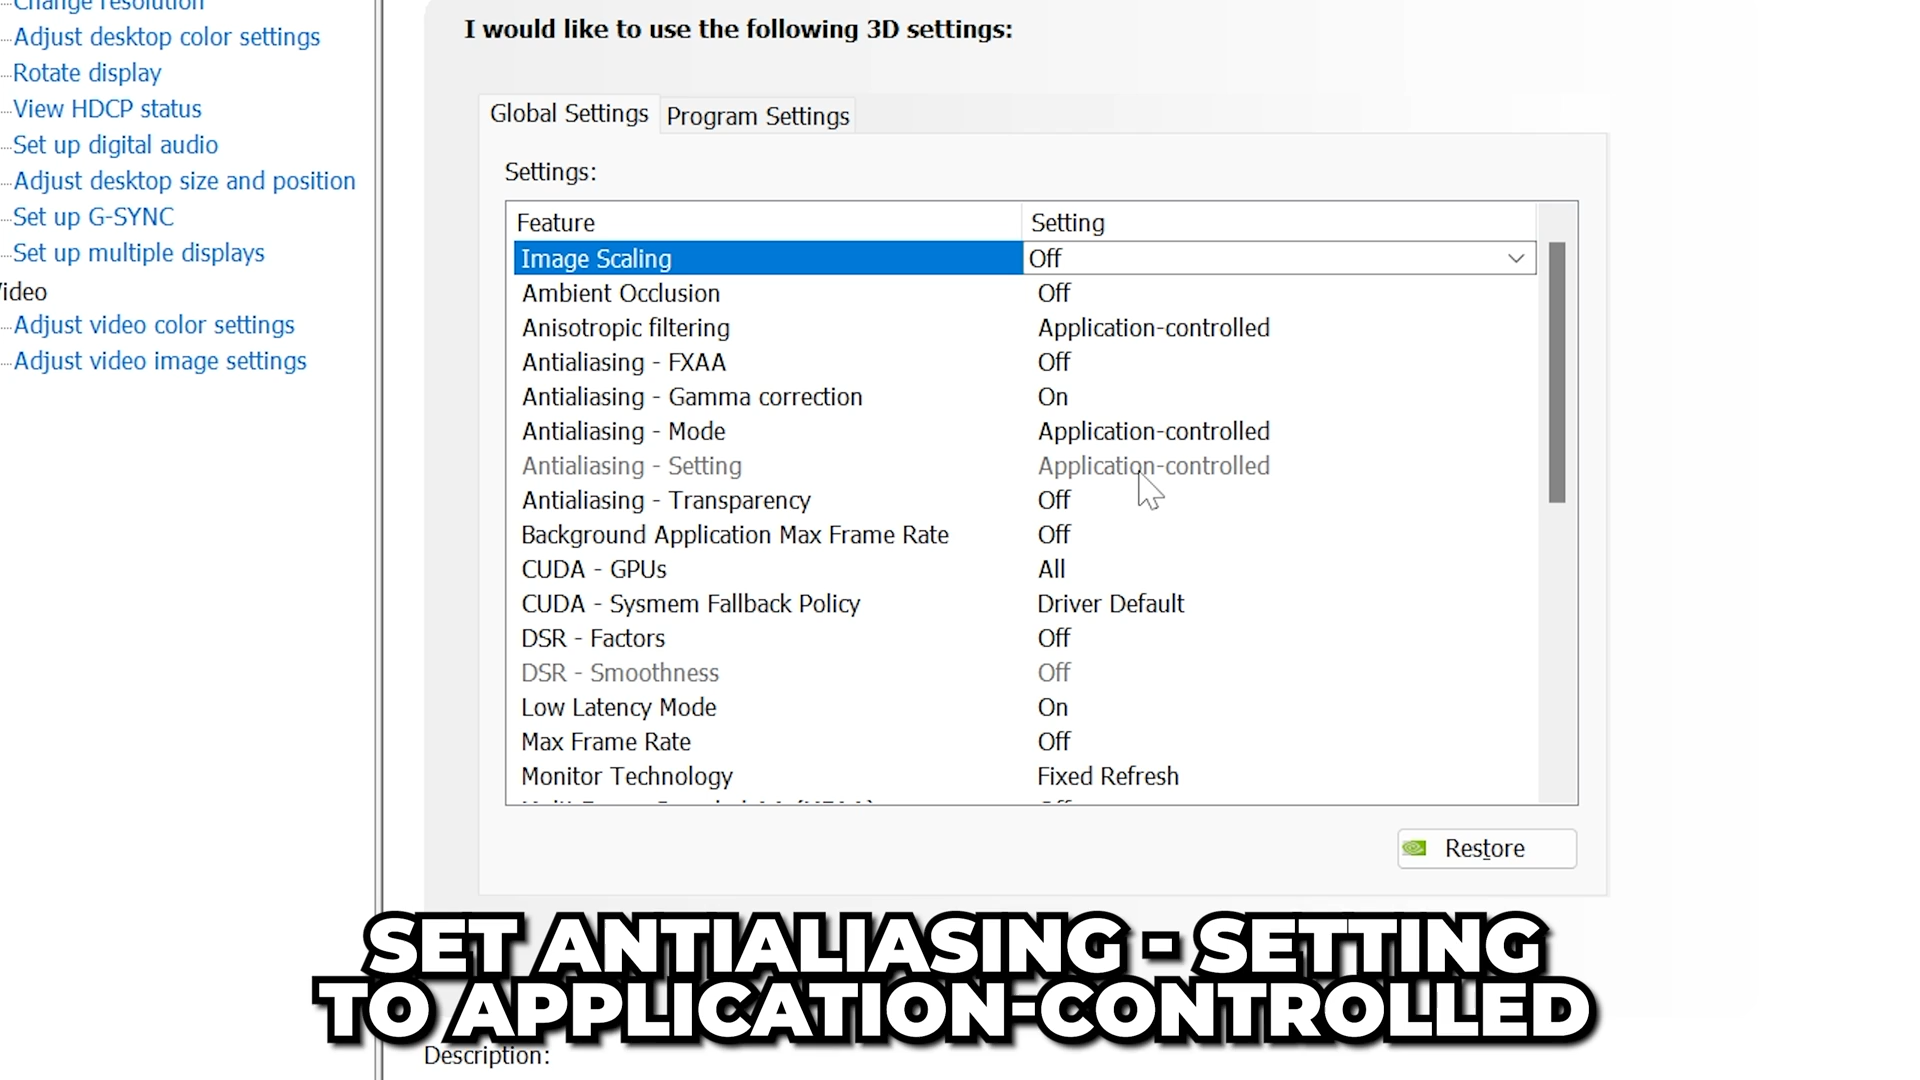 Change resolution
Adjust desktop color settings
Rotate display
View HDCP status
Set up digital audio
Adjust desktop size and position
Set up G-SYNC
Set up multiple displays
ideo
Adjust video color settings
Adjust video image settings
I would like to use the following 3D settings:
Global Settings Program Settings
Settings:
Feature Setting
Image Scaling Off
Ambient Occlusion Off
Anisotropic filtering Application-controlled
Antialiasing - FXAA Off
Antialiasing - Gamma correction On
Antialiasing - Mode Application-controlled
Antialiasing - Setting Application-controlled
Antialiasing - Transparency Off
Background Application Max Frame Rate Off
CUDA - GPUs All
CUDA - Sysmem Fallback Policy Driver Default
DSR - Factors Off
DSR - Smoothness Off
Low Latency Mode On
Max Frame Rate Off
Monitor Technology Fixed Refresh
Restore
SET ANTIALIASING - SETTING
TO APPLICATION-CONTROLLED
Description: